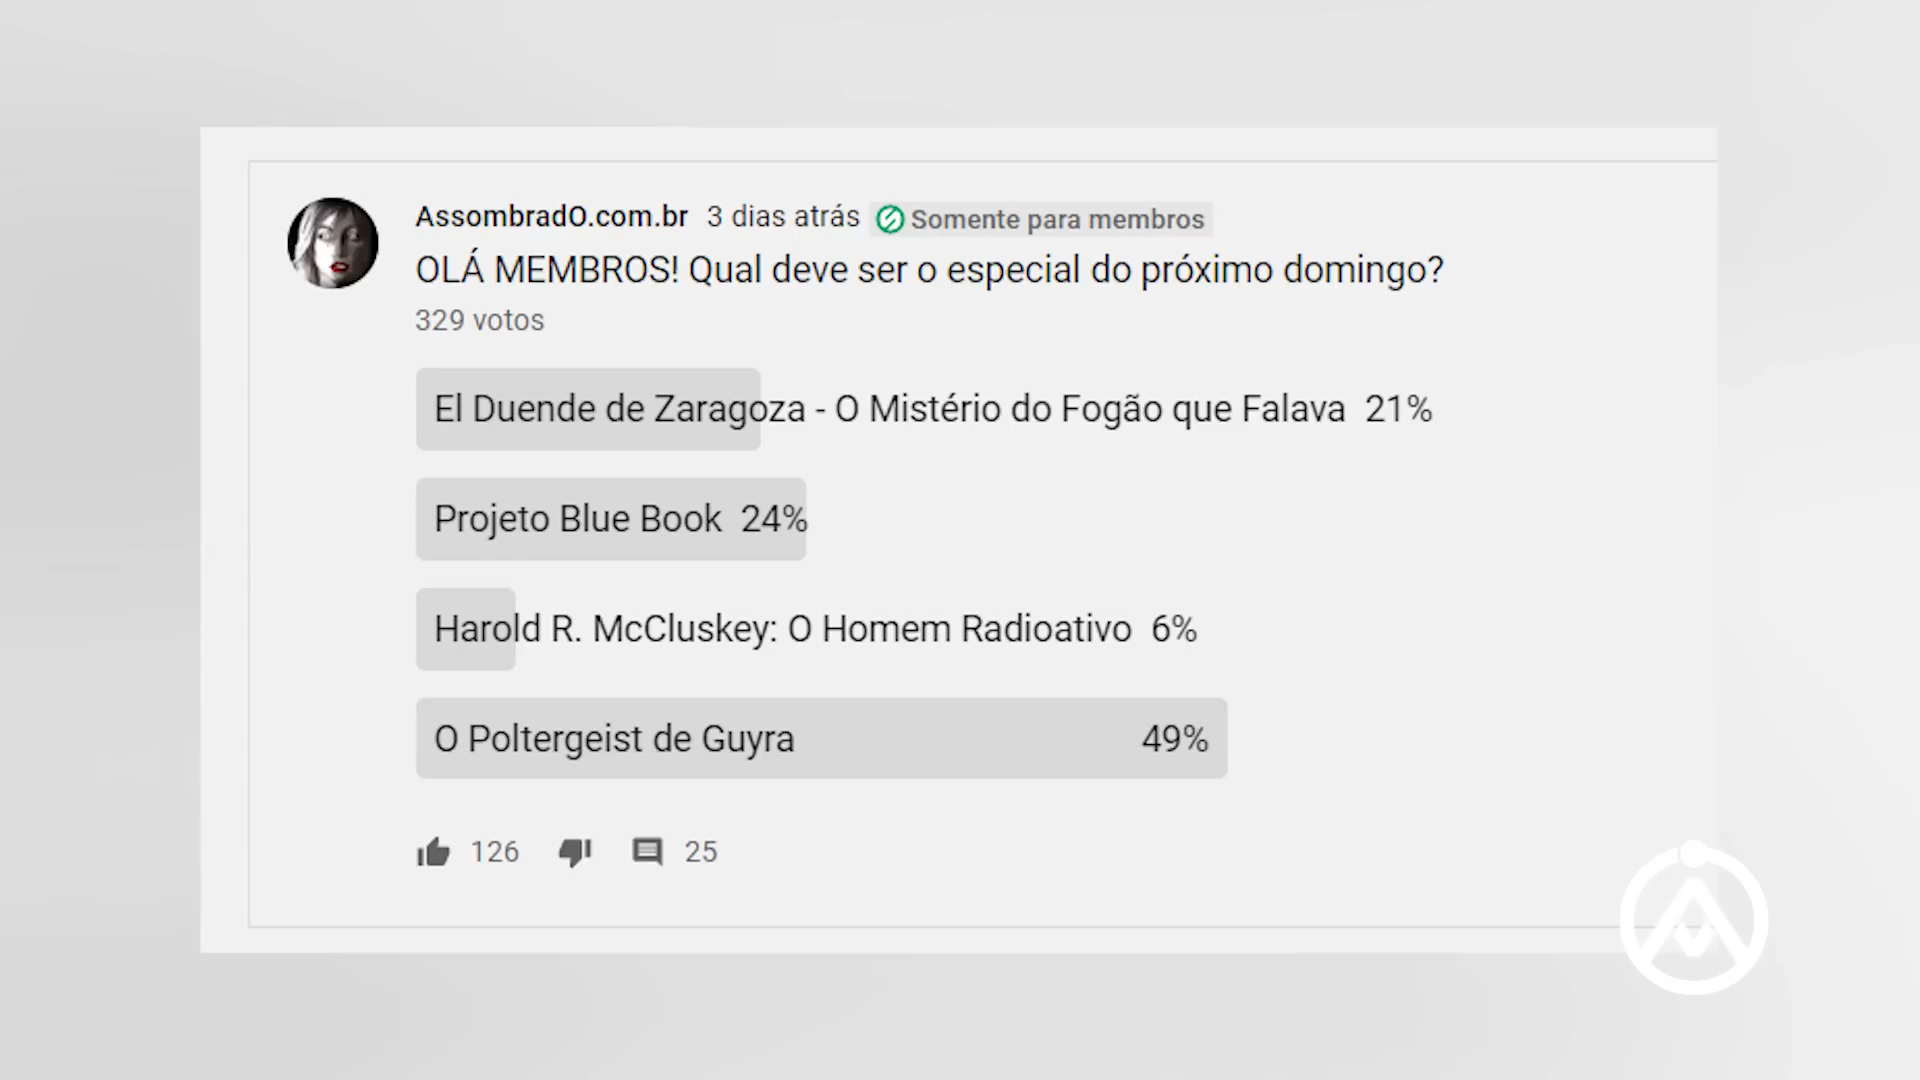 AssombradO.com.br 3 dias atrás Somente para membros
OLÁ MEMBROS! Qual deve ser o especial do próximo domingo?
329 votos
El Duende de Zaragoza - O Mistério do Fogão que Falava 21%
Projeto Blue Book 24%
Harold R. McCluskey: O Homem Radioativo 6%
O Poltergeist de Guyra 49%
126 25